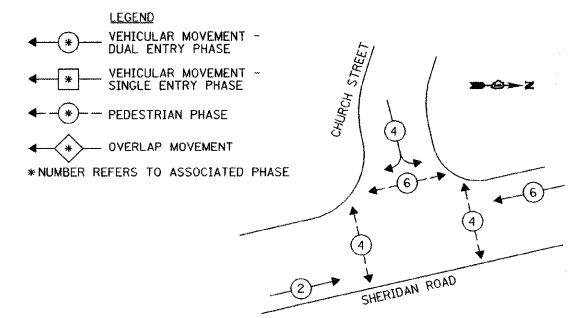 LEGEND
* VEHICULAR MOVEMENT -
DUAL ENTRY PHASE
* VEHICULAR MOVEMENT -
SINGLE ENTRY PHASE
* PEDESTRIAN PHASE
* OVERLAP MOVEMENT
* NUMBER REFERS TO ASSOCIATED PHASE
CHURCH STREET
N
4
6
6
4
4
2
SHERIDAN ROAD